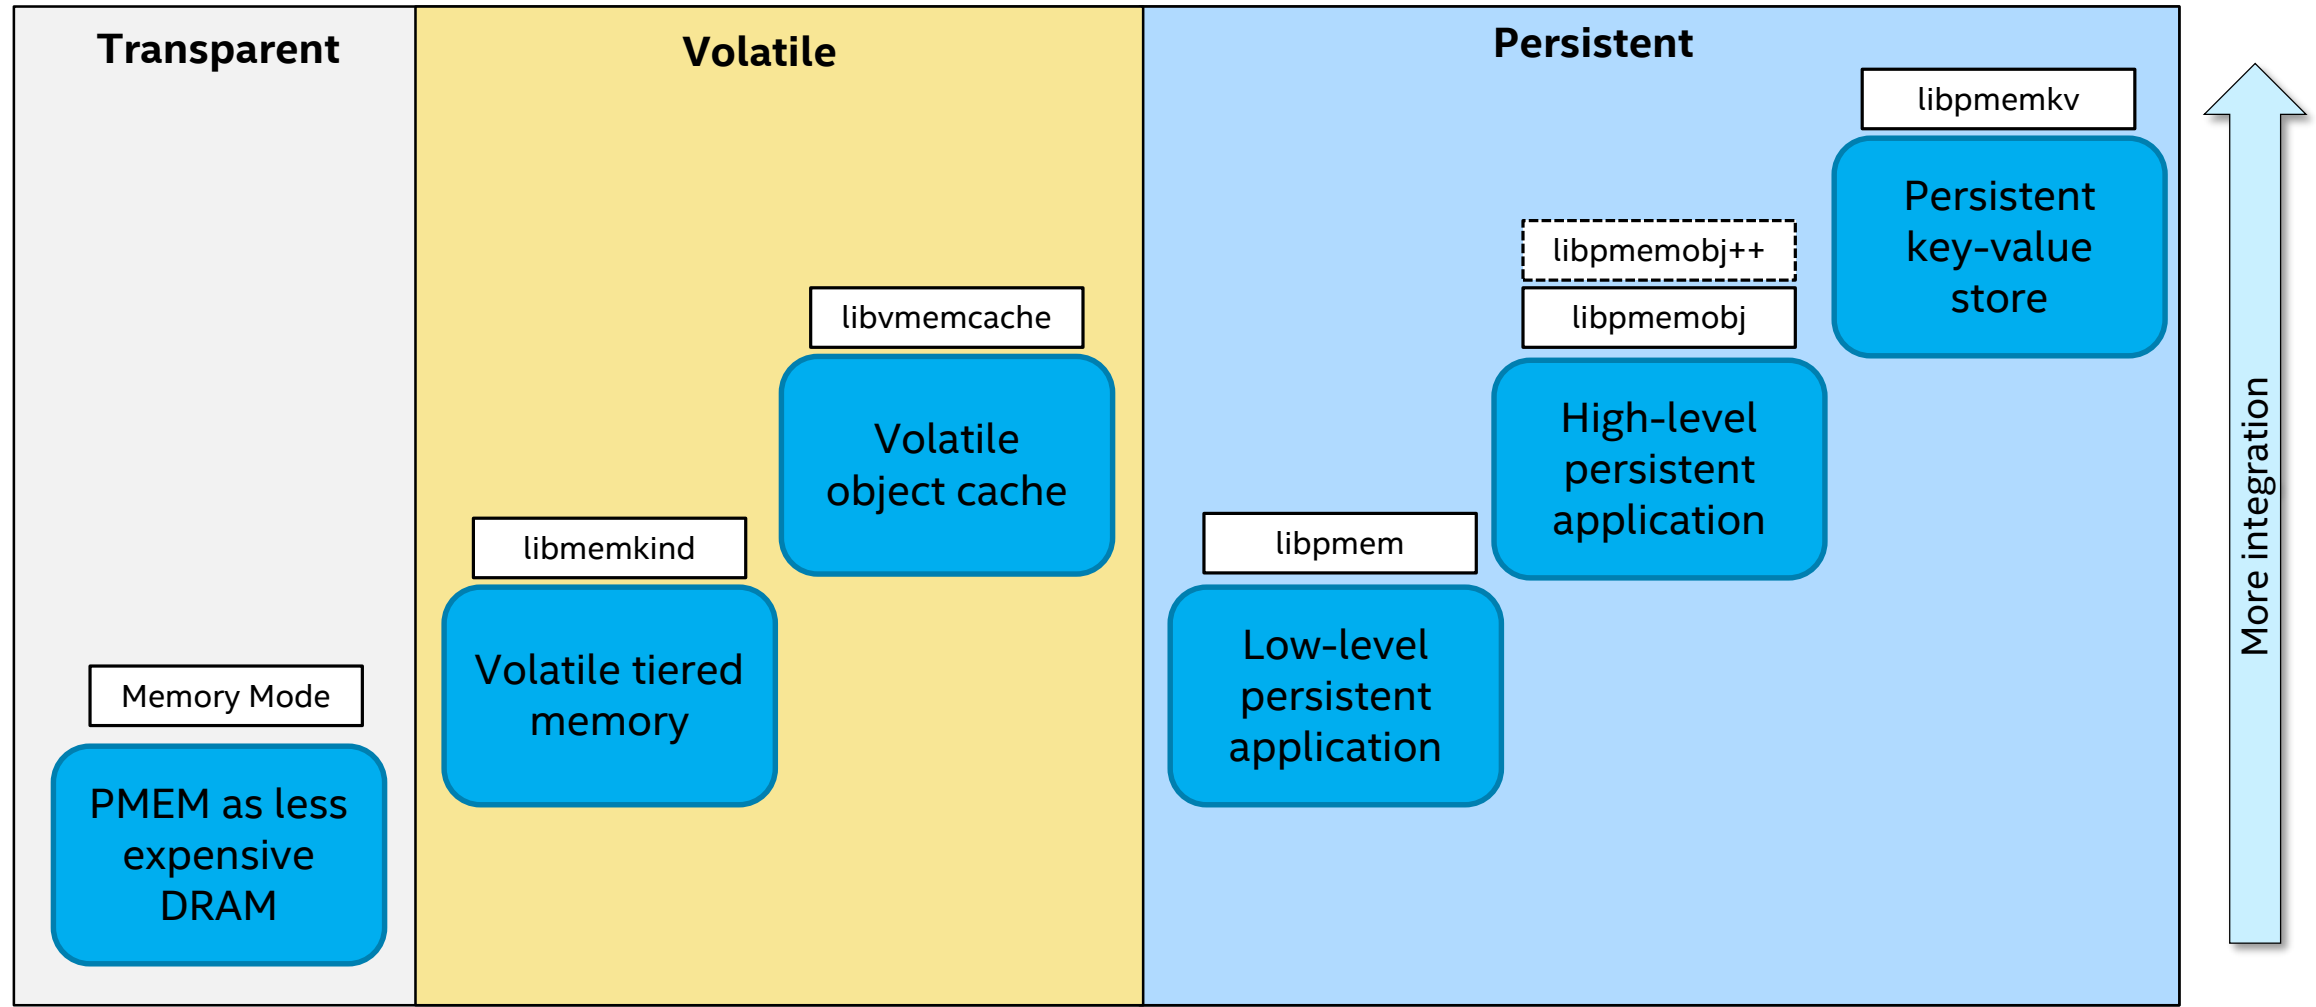 Transparent
Memory Mode
PMEM as less
expensive
DRAM
Volatile
libmemkind
Volatile tiered
memory
libvmemcache
Volatile
object cache
Persistent
libpmem
Low-level
persistent
application
libpmemobj++
libpmemobj
High-level
persistent
application
libpmemkv
Persistent
key-value
store
More integration